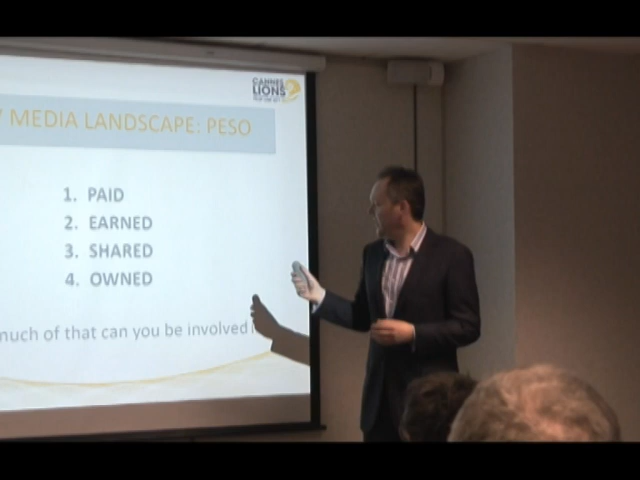 CANNES
LIONS
MEDIA LANDSCAPE: PESO
1. PAID
2. EARNED
3. SHARED
4. OWNED
much of that can you be involved